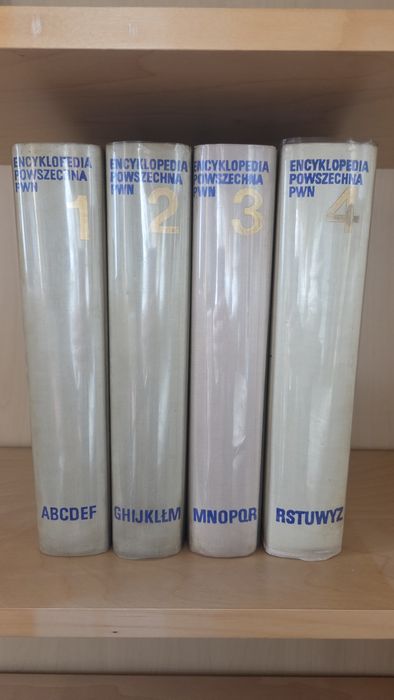 ENCYKLOPEDIA
POWSZECHNA
PWN
1
ABCDEF
ENCYKLOPEDIA
POWSZECHNA
PWN
2
GHIJKLŁM
ENCYKLOPEDIA
POWSZECHNA
PWN
3
MNOPQR
ENCYKLOPEDIA
POWSZECHNA
PWN
4
RSTUWYZ